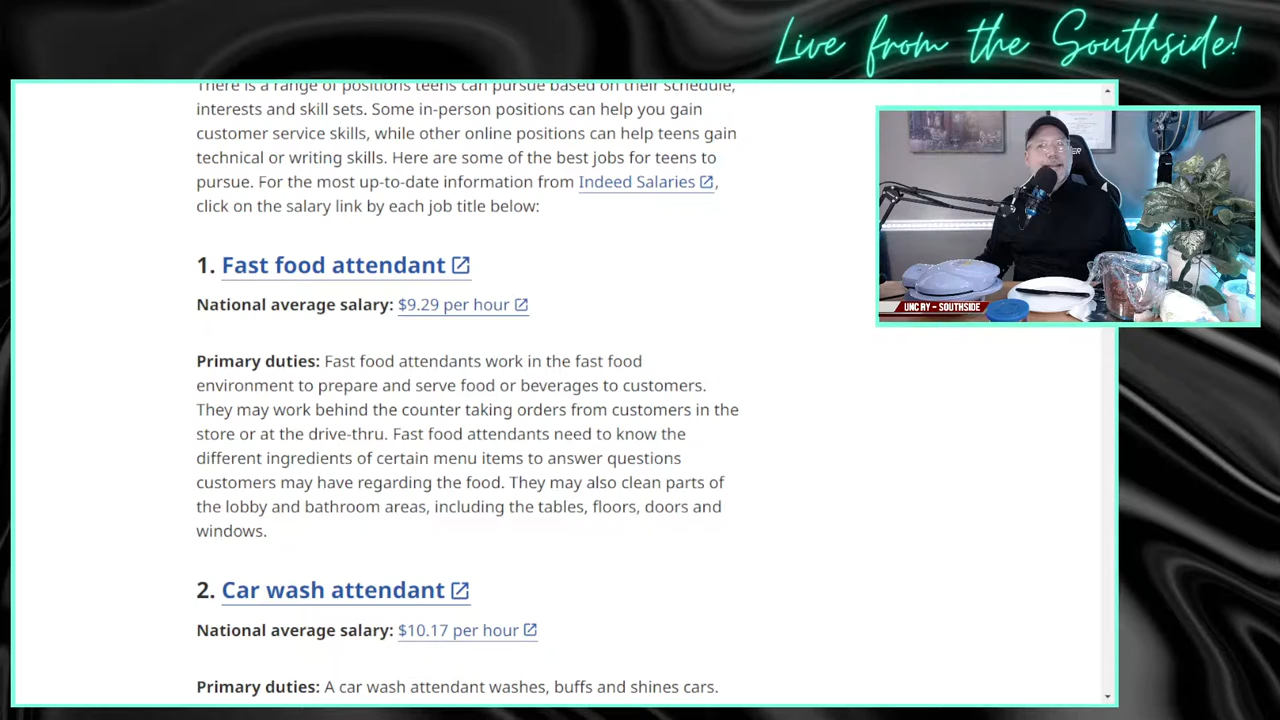 Live from the Southside!
There is a range of positions teens can pursue based on their schedule,
interests and skill sets. Some in-person positions can help you gain
customer service skills, while other online positions can help teens gain
technical or writing skills. Here are some of the best jobs for teens to
pursue. For the most up-to-date information from Indeed Salaries,
click on the salary link by each job title below:
1. Fast food attendant
National average salary: $9.29 per hour
Primary duties: Fast food attendants work in the fast food
environment to prepare and serve food or beverages to customers.
They may work behind the counter taking orders from customers in the
store or at the drive-thru. Fast food attendants need to know the
different ingredients of certain menu items to answer questions
customers may have regarding the food. They may also clean parts of
the lobby and bathroom areas, including the tables, floors, doors and
windows.
2. Car wash attendant
National average salary: $10.17 per hour
Primary duties: A car wash attendant washes, buffs and shines cars.
UNC RY - SOUTHSIDE